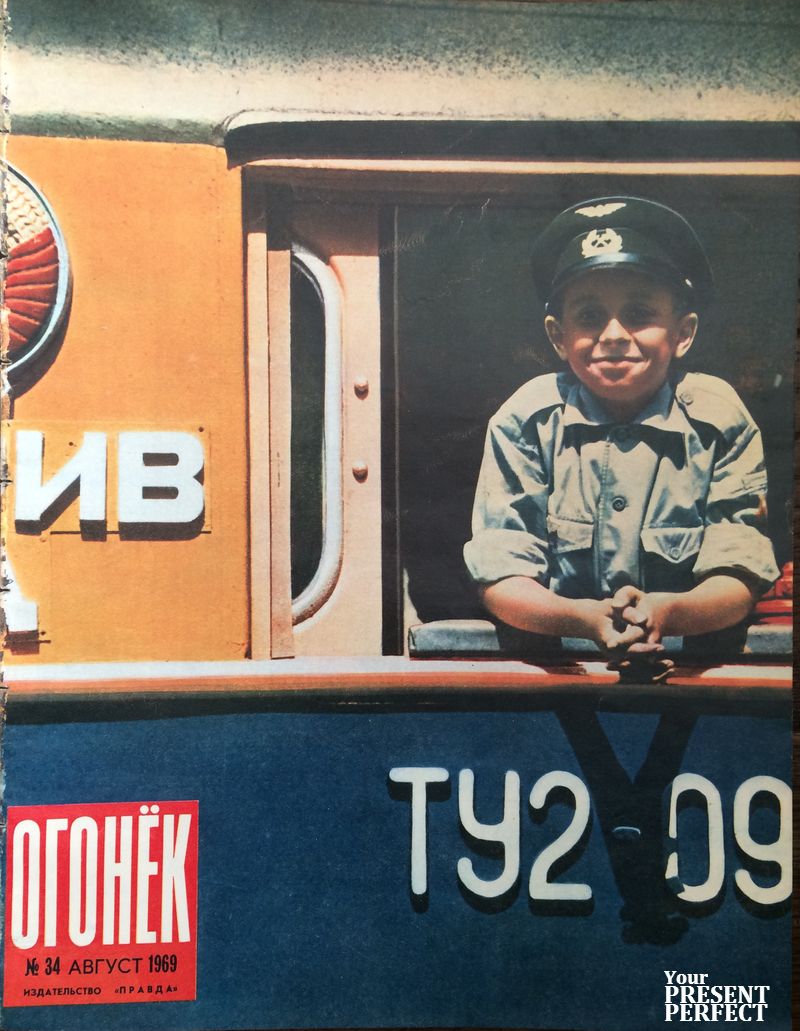 ИВ
ТУ2-09
ОГОНЁК
№ 34 АВГУСТ 1969
ИЗДАТЕЛЬСТВО «ПРАВДА»
Your
PRESENT
PERFECT